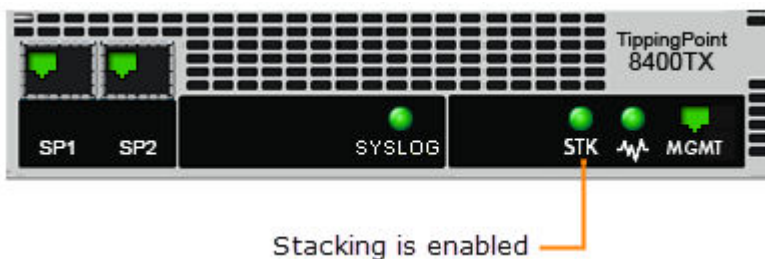 TippingPoint
8400TX
SP1 SP2 SYSLOG STK MGMT
Stacking is enabled